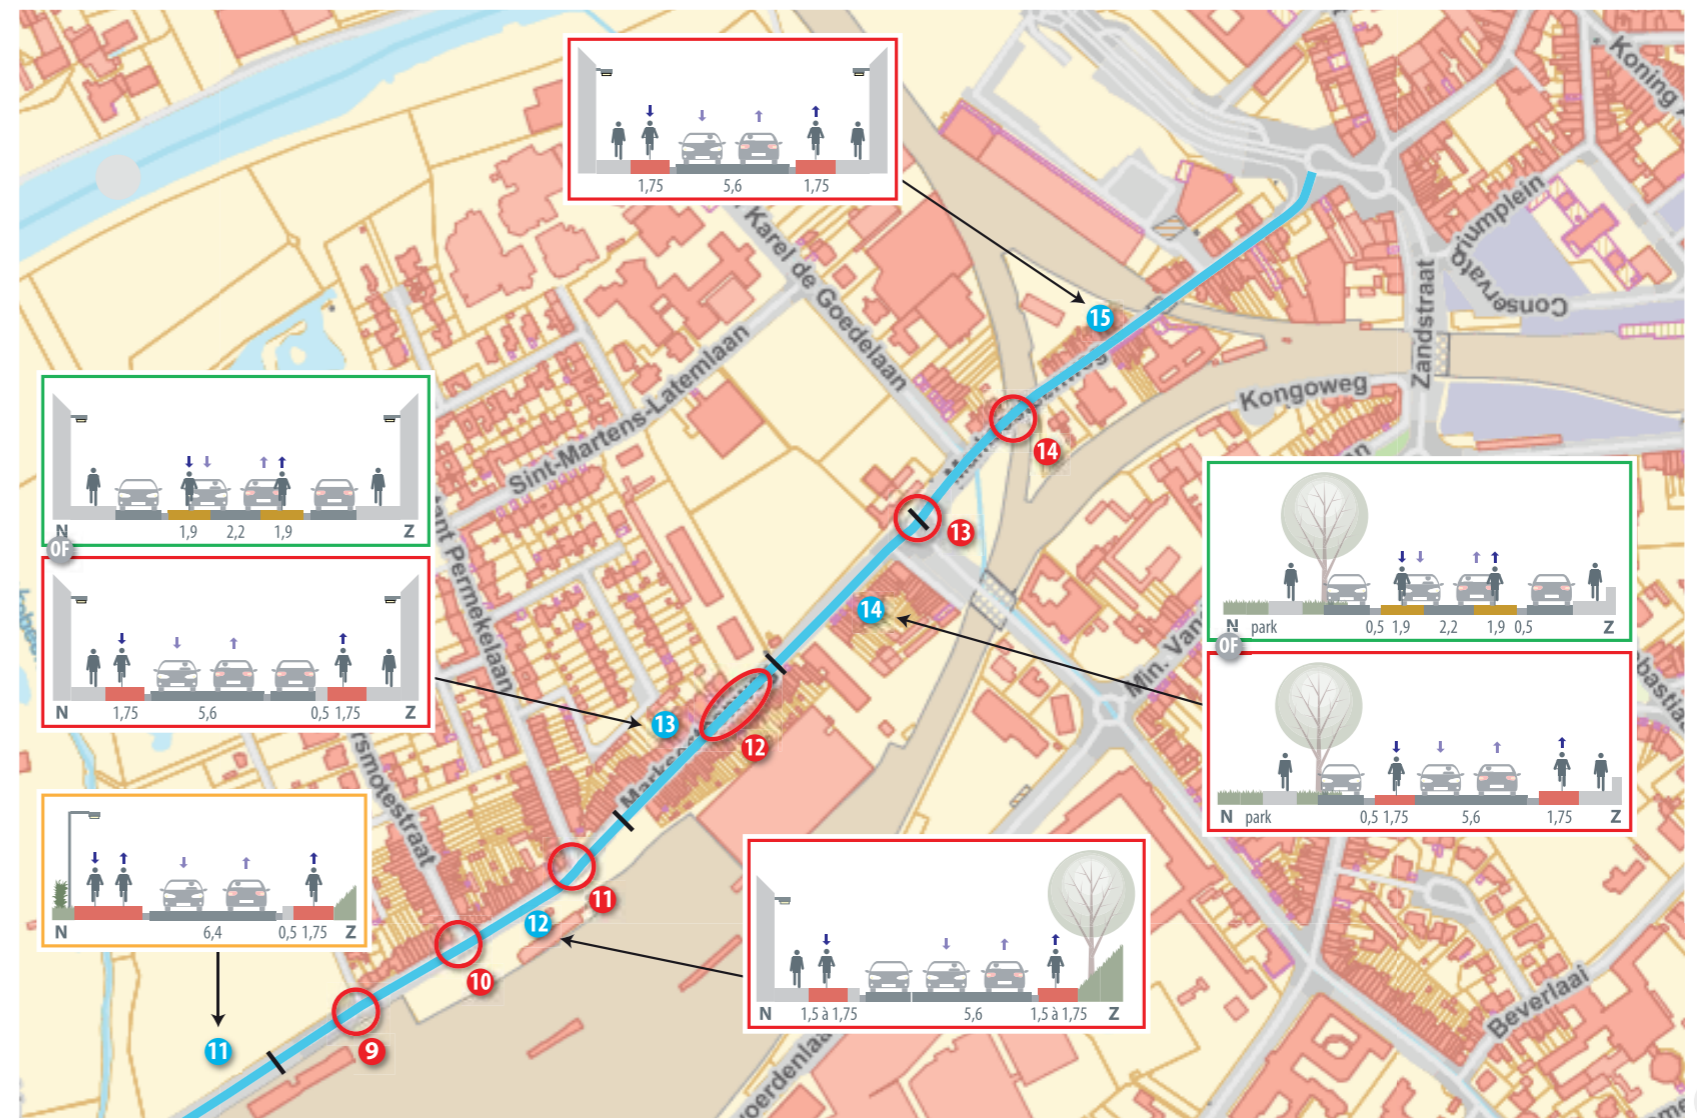 Koning
1,75 5,6 1,75
Karel de Goedelaan
Conservatoriumplein
Zandstraat
15
Kongoweg
14
Sint-Martens-Latemlaan
13
N 1,9 2,2 1,9 Z
OF
N 1,75 5,6 0,5 1,75 Z
14
N park 0,5 1,9 2,2 1,9 0,5 Z
OF
N park 0,5 1,75 5,6 1,75 Z
Permekelaan
Min. Van
13
12
N 6,4 0,5 1,75 Z
11
12
10
N 1,5 à 1,75 5,6 1,5 à 1,75 Z
11
9
Beverlaai